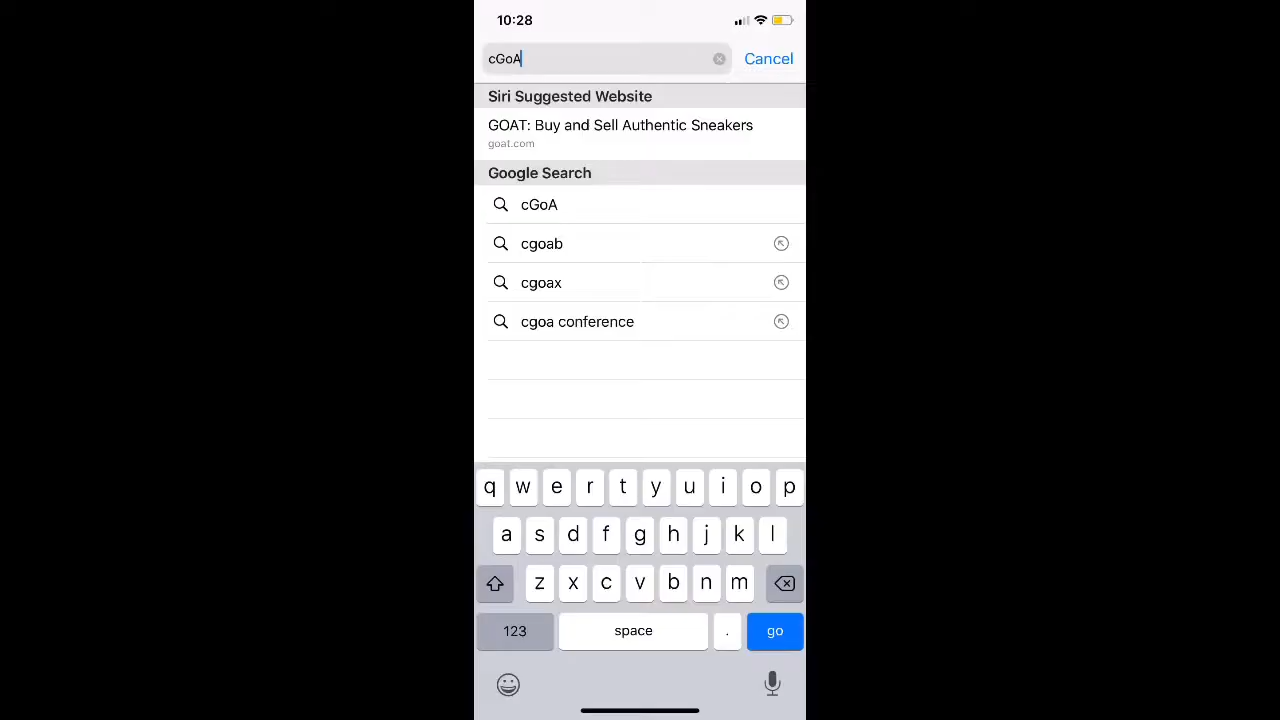 10:28
cGoA
Cancel
Siri Suggested Website
GOAT: Buy and Sell Authentic Sneakers
goat.com
Google Search
cGoA
cgoab
cgoax
cgoa conference
q w e r t y u i o p
a s d f g h j k l
z x c v b n m
123 space . go